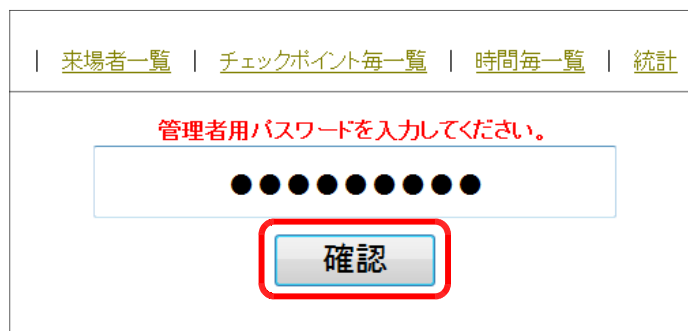 | 来場者一覧 | チェックポイント毎一覧 | 時間毎一覧 | 統計
管理者用パスワードを入力してください。
●●●●●●●●●
確認